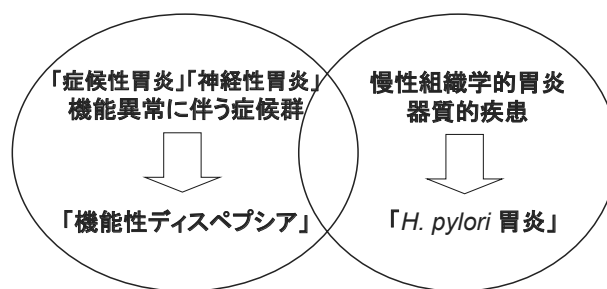 「症候性胃炎」「神経性胃炎」
機能異常に伴う症候群
「機能性ディスペプシア」
慢性組織学的胃炎
器質的疾患
「H. pylori 胃炎」